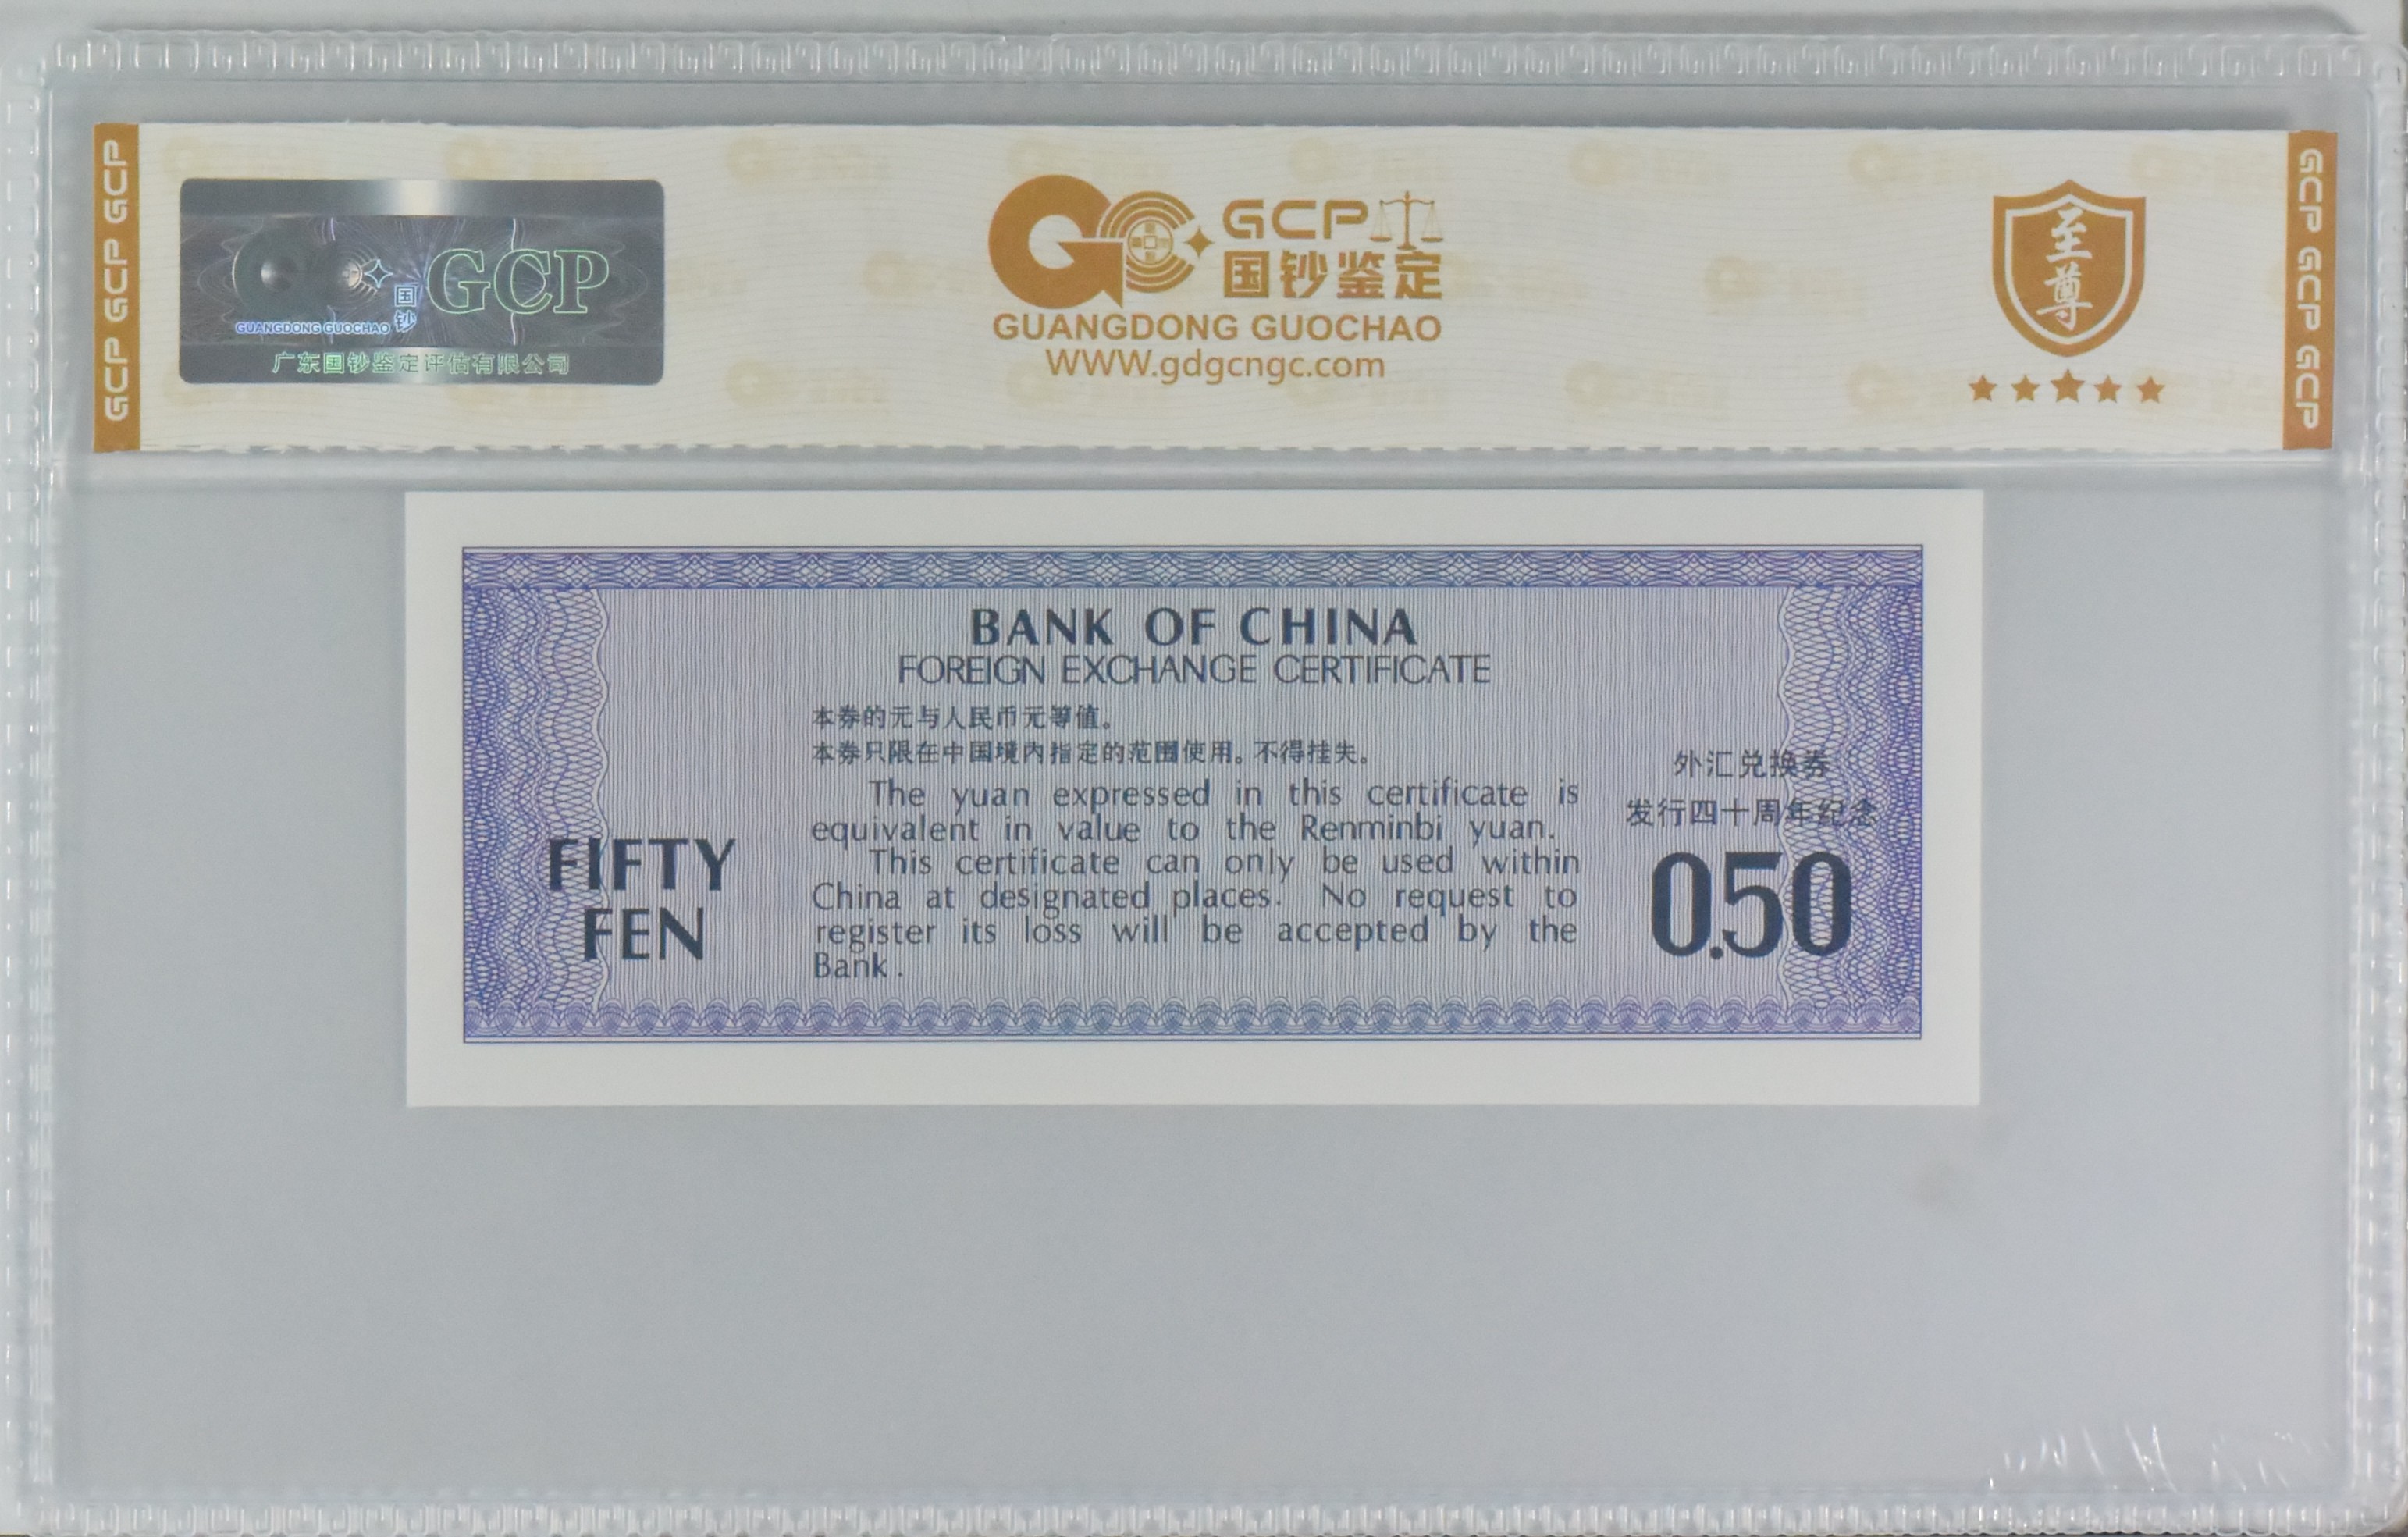 GCP GCP GCP
国钞
GCP
GUANGDONG GUOCHAO
广东国钞鉴定评估有限公司
GCP
国钞鉴定
GUANGDONG GUOCHAO
WWW.gdgcngc.com
至尊
GCP GCP GCP
BANK OF CHINA
FOREIGN EXCHANGE CERTIFICATE
本券的元与人民币元等值。
本券只限在中国境内指定的范围使用。不得挂失。
The yuan expressed in this certificate is
equivalent in value to the Renminbi yuan.
This certificate can only be used within
China at designated places. No request to
register its loss will be accepted by the
Bank.
FIFTY
FEN
外汇兑换券
发行四十周年纪念
0.50